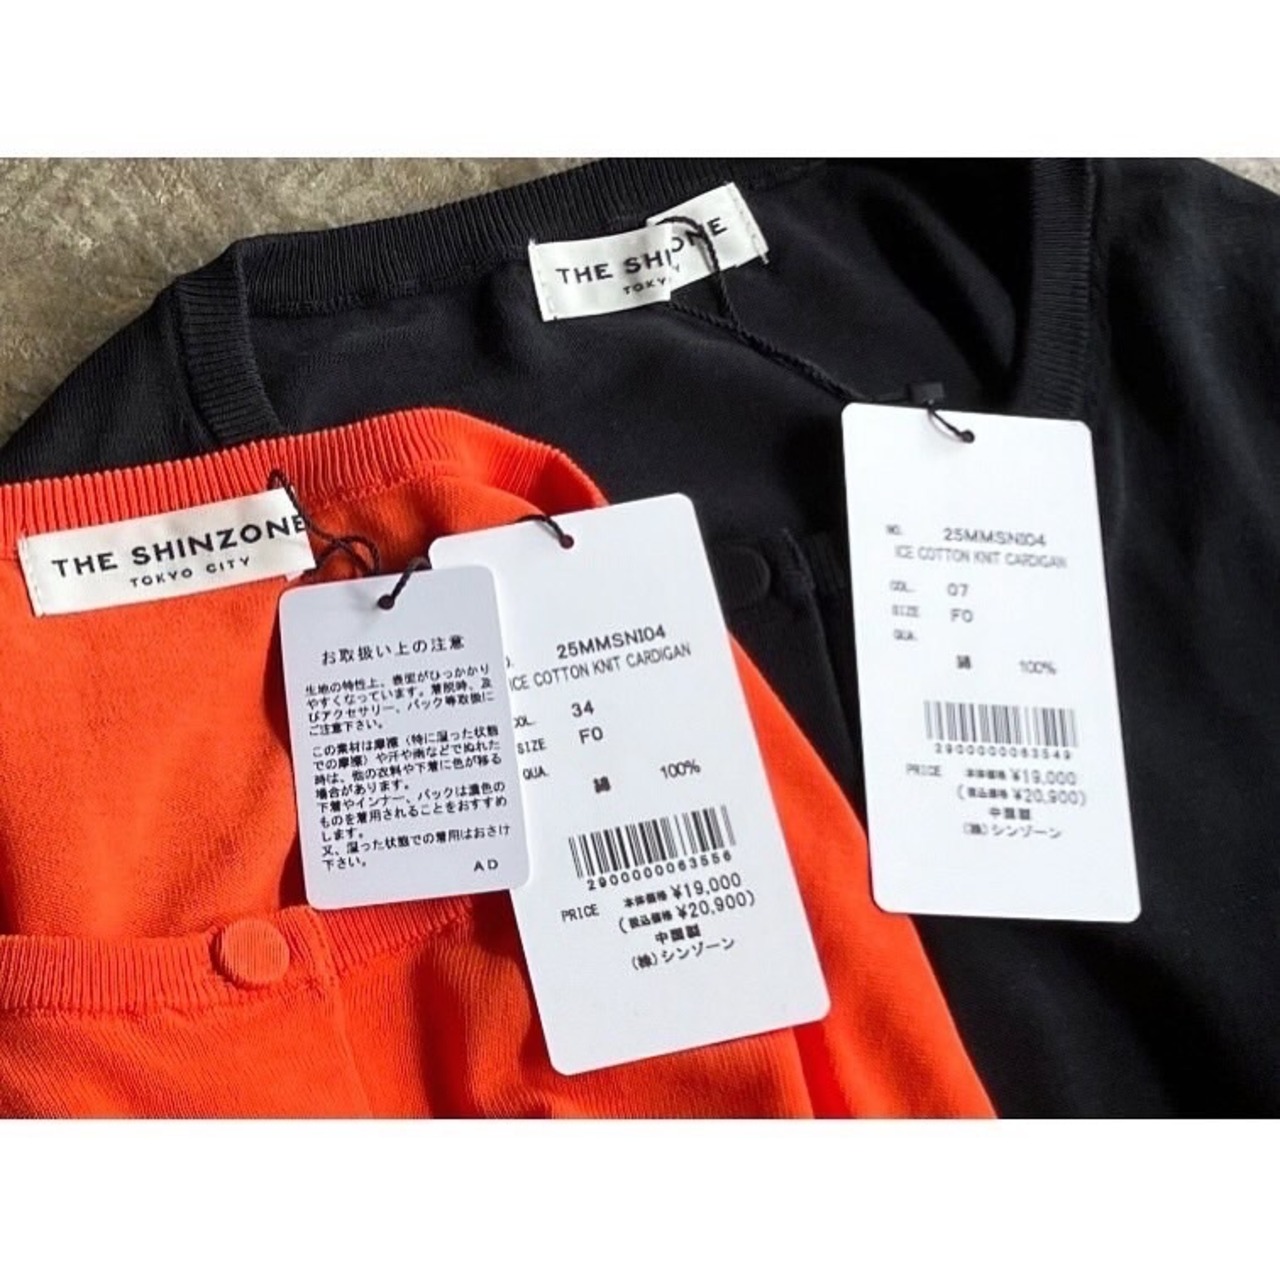 THE SHINZONE
TOKY
THE SHINZONE
TOKYO CITY
お取扱い上の注意
生地の特性上、表面がひっかかり
やすくなっています。着脱時、及
びアクセサリー、バック等取扱に
ご注意下さい。
この素材は摩擦（特に湿った状態
での摩擦）や汗や雨などでぬれた
時は、他の衣料や下着に色が移る
場合があります。
下着やインナー、バックは濃色の
ものを着用されることをおすすめ
します。
又、湿った状態での着用はおさけ
下さい。
AD
25MMSNI04
ICE COTTON KNIT CARDIGAN
COL. 34
SIZE F0
QUA.
綿 100%
2900000063556
PRICE 本体価格 ¥19,000
(税込価格 ¥20,900)
中国製
(株)シンゾーン
NO. 25MMSNI04
ICE COTTON KNIT CARDIGAN
COL. 07
SIZE F0
QUA.
綿 100%
2900000063549
PRICE 本体価格 ¥19,000
(税込価格 ¥20,900)
中国製
(株)シンゾーン